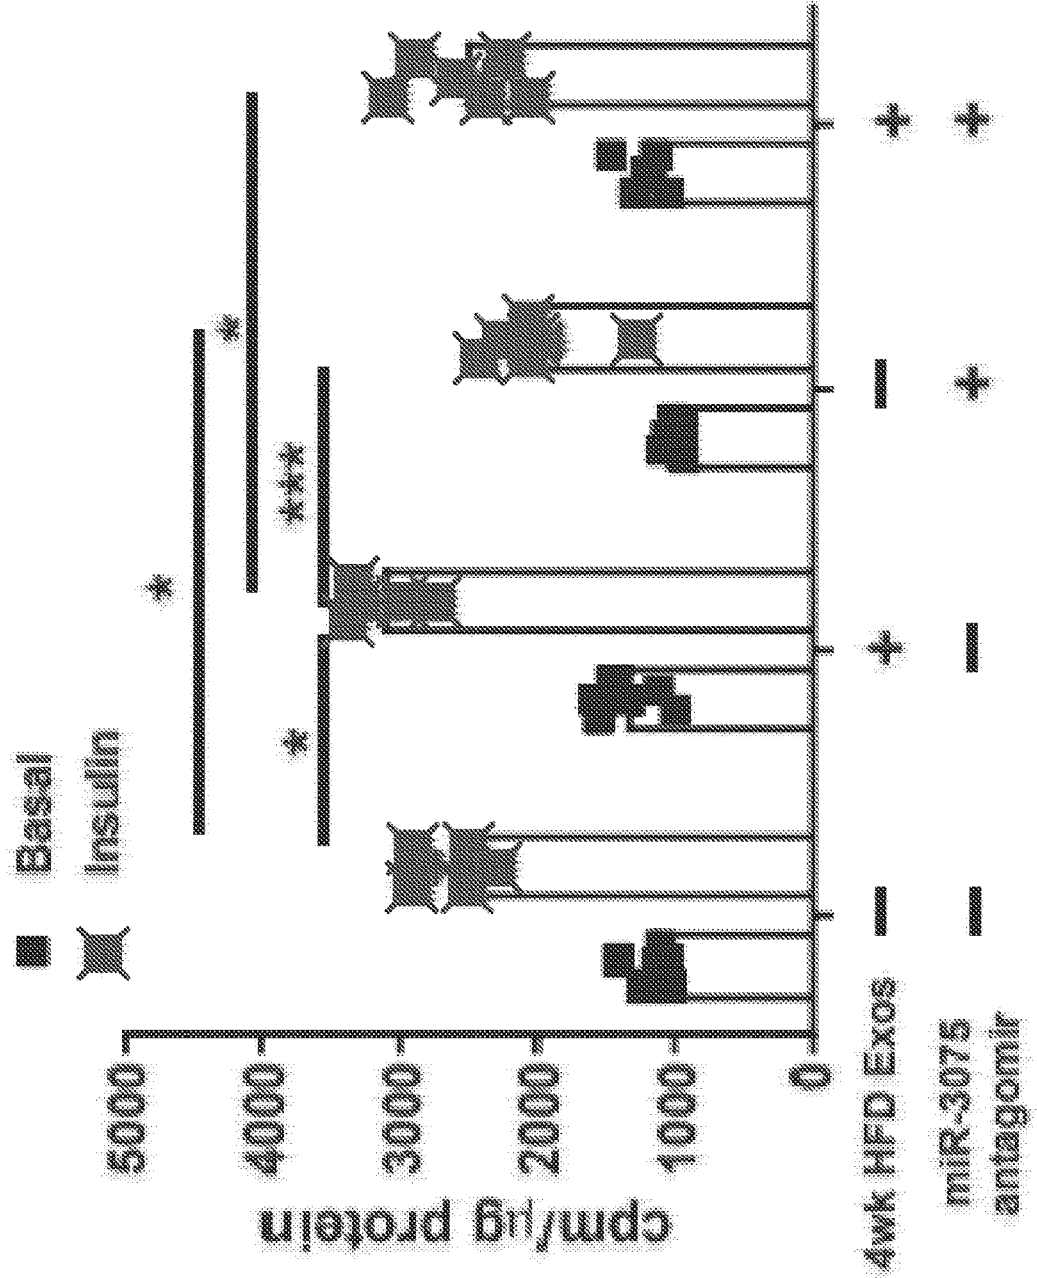 Basal
Insulin
*
*
* ***
5000
4000
3000
2000
1000
0
cpm/µg protein
4wk HFD Exos − + − +
miR-3075
antagomir − − + +